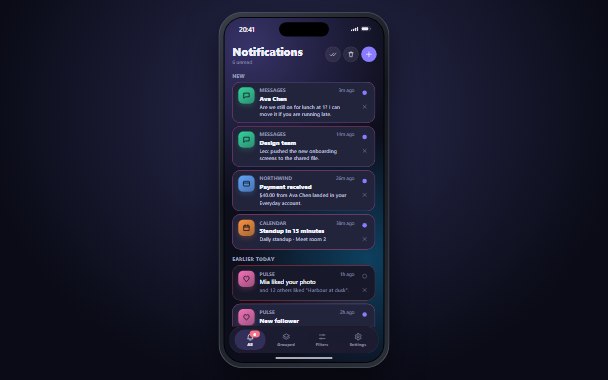 20:41
Notifications
6 unread
NEW
MESSAGES
3m ago
Ava Chen
Are we still on for lunch at 1? I can
move it if you are running late.
MESSAGES
11m ago
Design team
Leo: pushed the new onboarding
screens to the shared file.
NORTHWIND
26m ago
Payment received
$40.00 from Ava Chen landed in your
Everyday account.
CALENDAR
38m ago
Standup in 15 minutes
Daily standup · Meet room 2
EARLIER TODAY
PULSE
1h ago
Mia liked your photo
and 12 others liked "Harbour at dusk".
PULSE
2h ago
New follower
All
Grouped
Filters
Settings